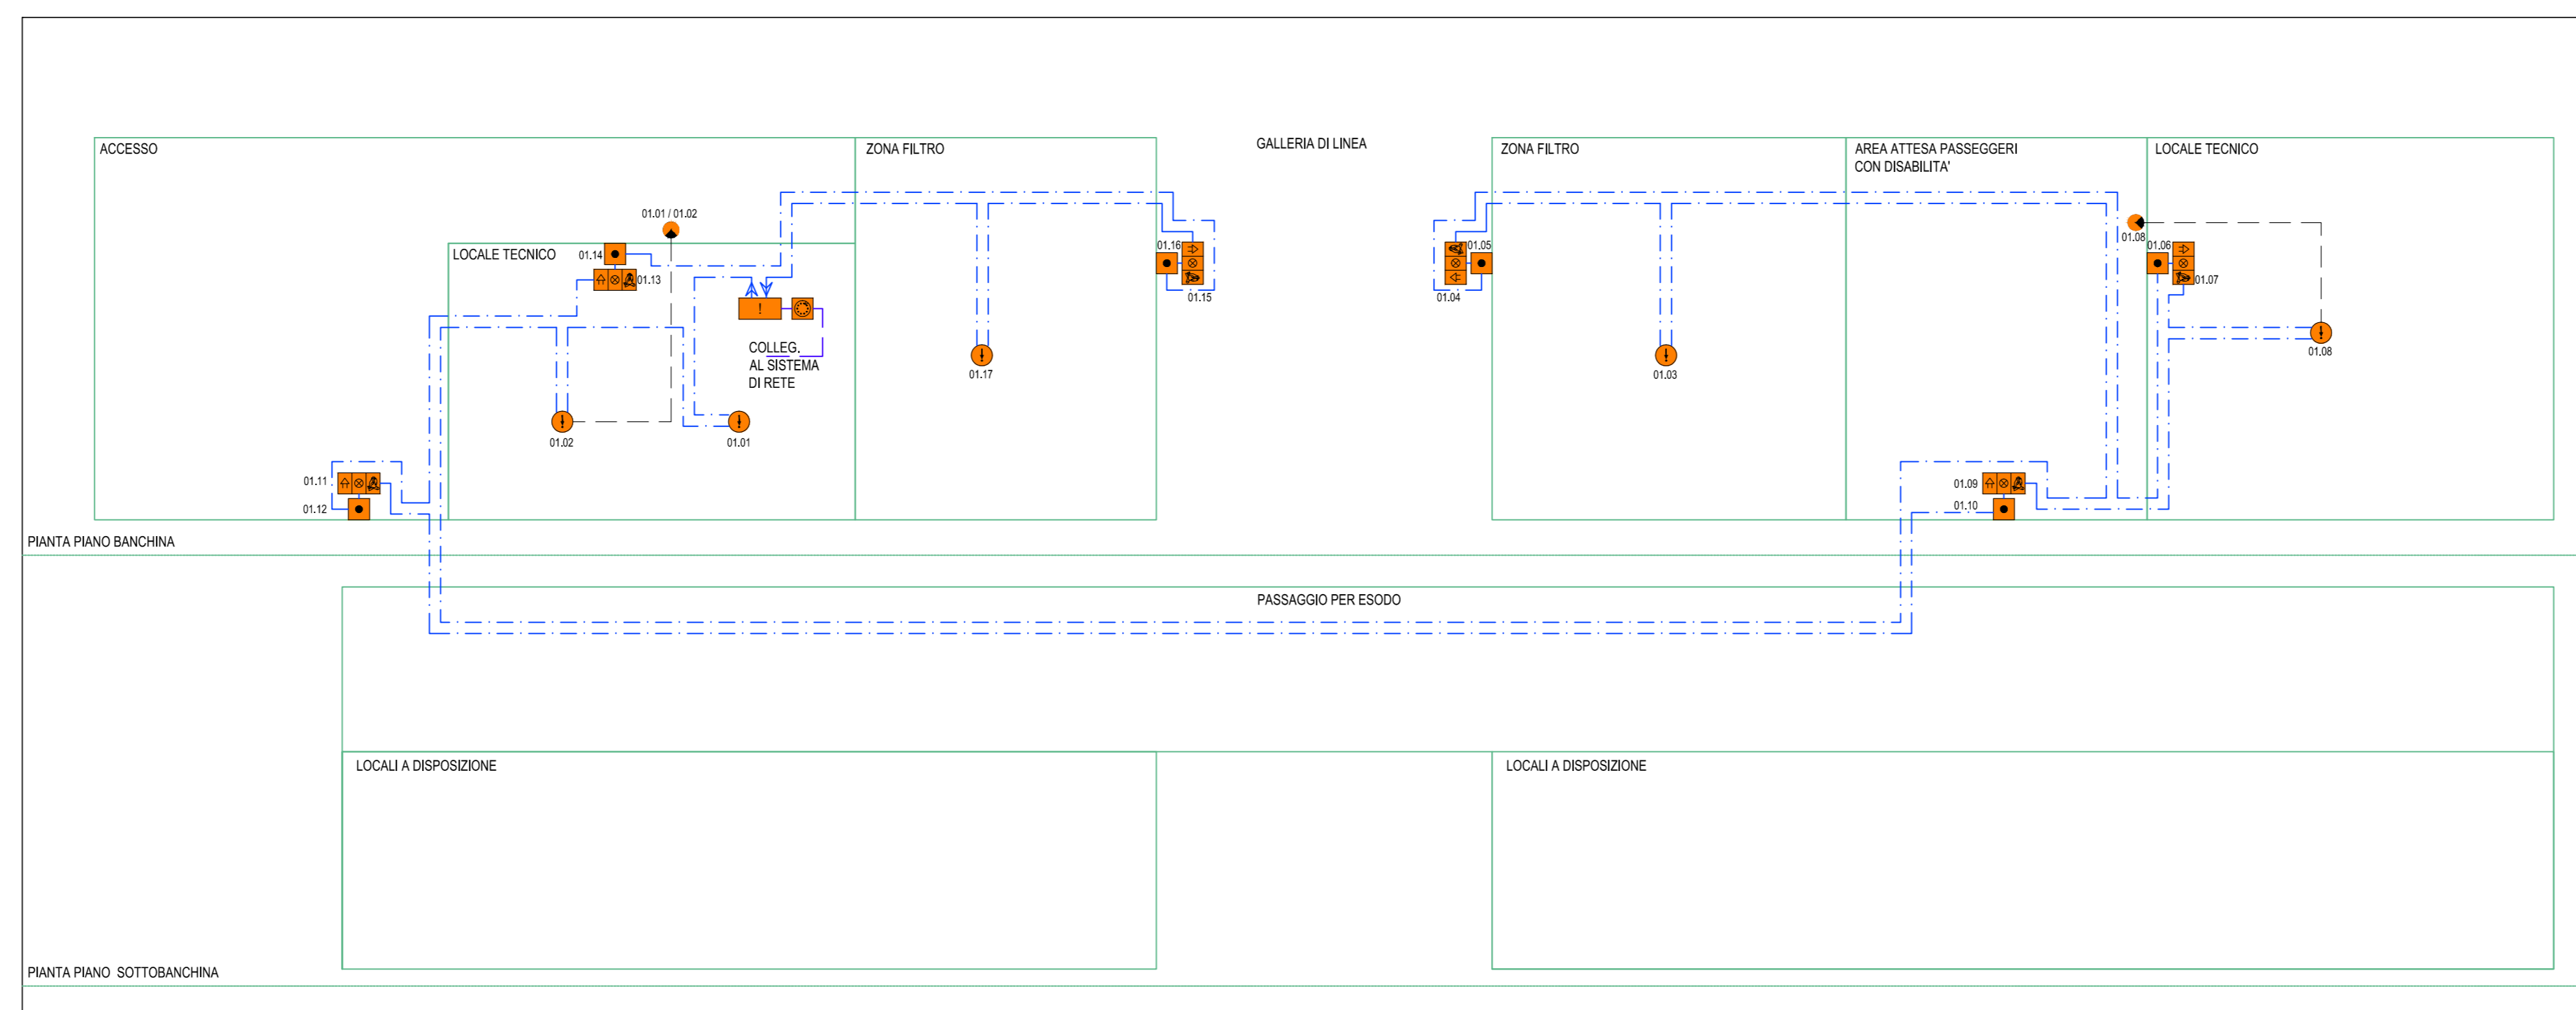 GALLERIA DI LINEA
ACCESSO
ZONA FILTRO
ZONA FILTRO
AREA ATTESA PASSEGGERI
CON DISABILITA'
LOCALE TECNICO
01.01 / 01.02
LOCALE TECNICO
01.14
01.13
!
COLLEG.
AL SISTEMA
DI RETE
01.02
01.01
01.17
01.16
01.15
01.05
01.04
01.03
01.08
01.06
01.07
01.08
01.11
01.12
01.09
01.10
PIANTA PIANO BANCHINA
PASSAGGIO PER ESODO
LOCALI A DISPOSIZIONE
LOCALI A DISPOSIZIONE
PIANTA PIANO SOTTOBANCHINA